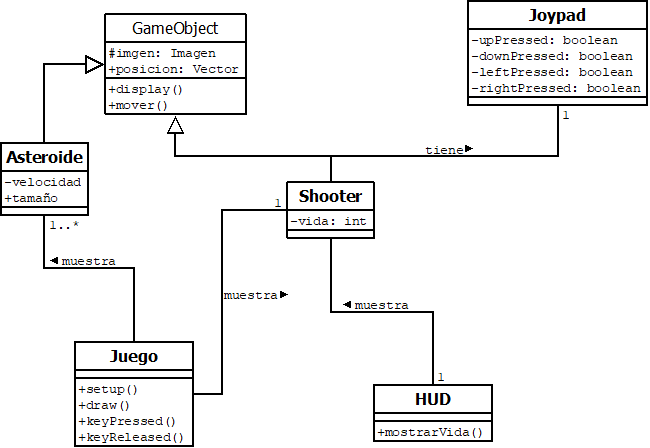 GameObject
#imgen: Imagen
+posicion: Vector
+display()
+mover()
Joypad
-upPressed: boolean
-downPressed: boolean
-leftPressed: boolean
-rightPressed: boolean
1
tiene
Asteroide
-velocidad
+tamaño
1..*
Shooter
-vida: int
1
muestra
muestra
muestra
Juego
+setup()
+draw()
+keyPressed()
+keyReleased()
1
HUD
+mostrarVida()